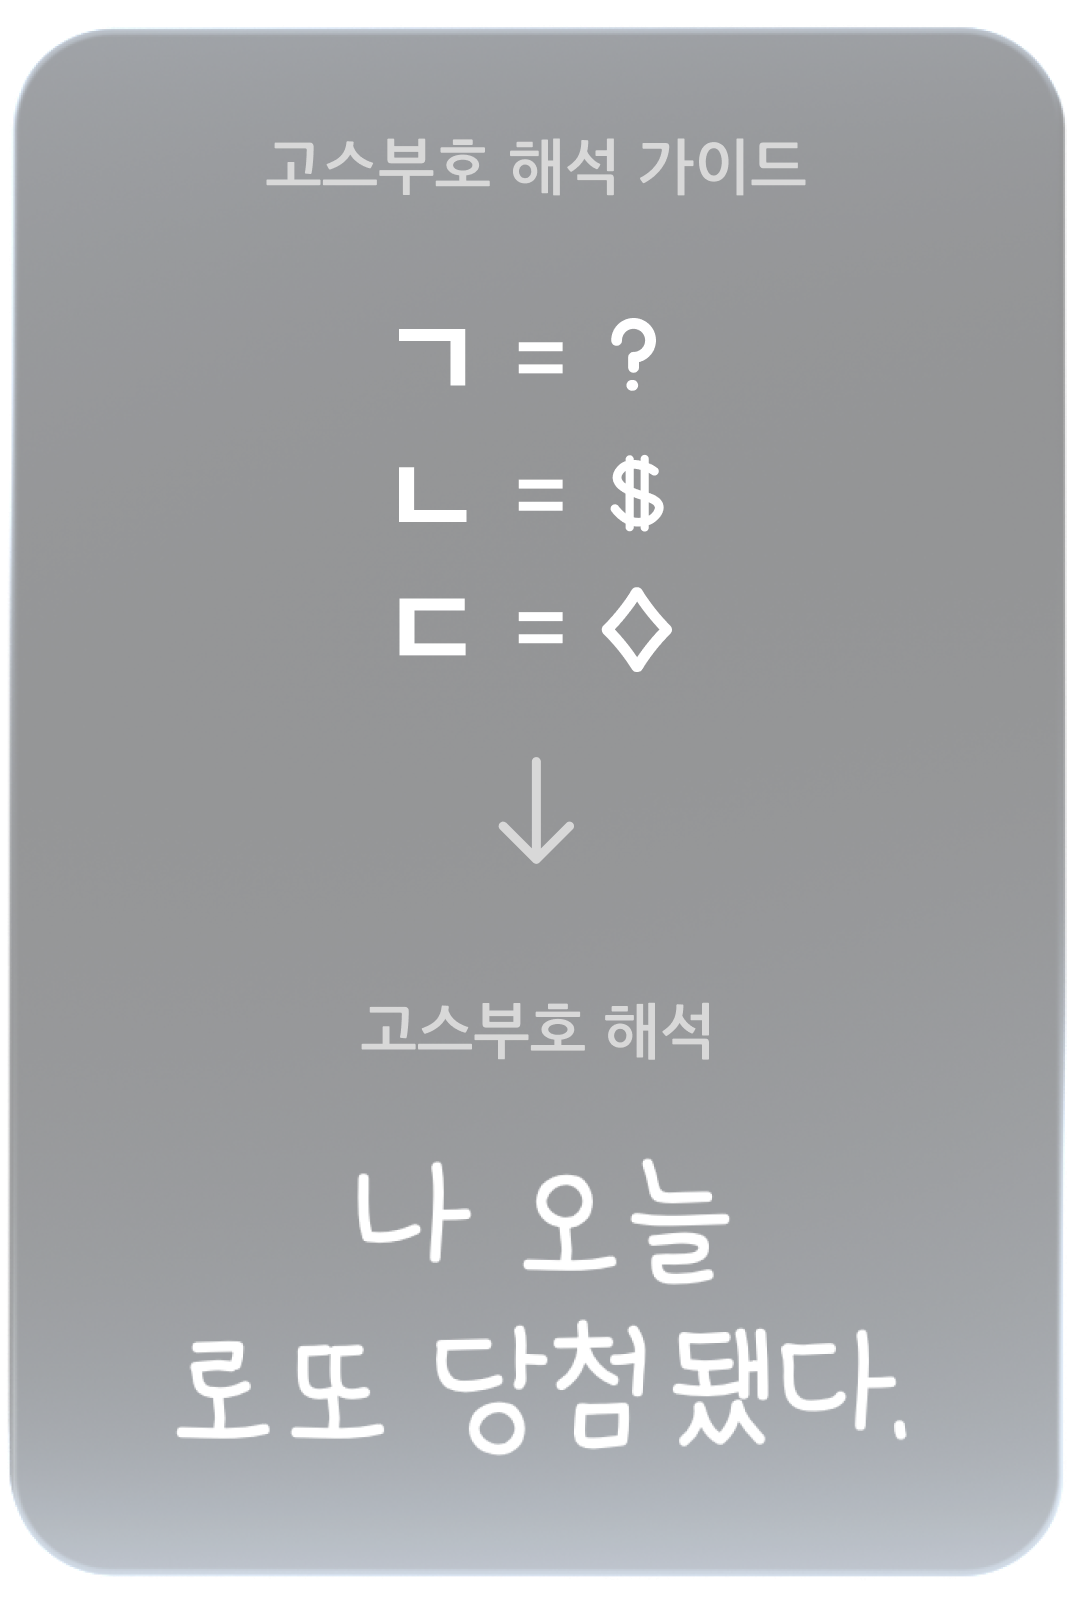 고스부호 해석 가이드
ㄱ = ?
ㄴ = $
ㄷ = ◇
↓
고스부호 해석
나 오늘
로또 당첨됐다.